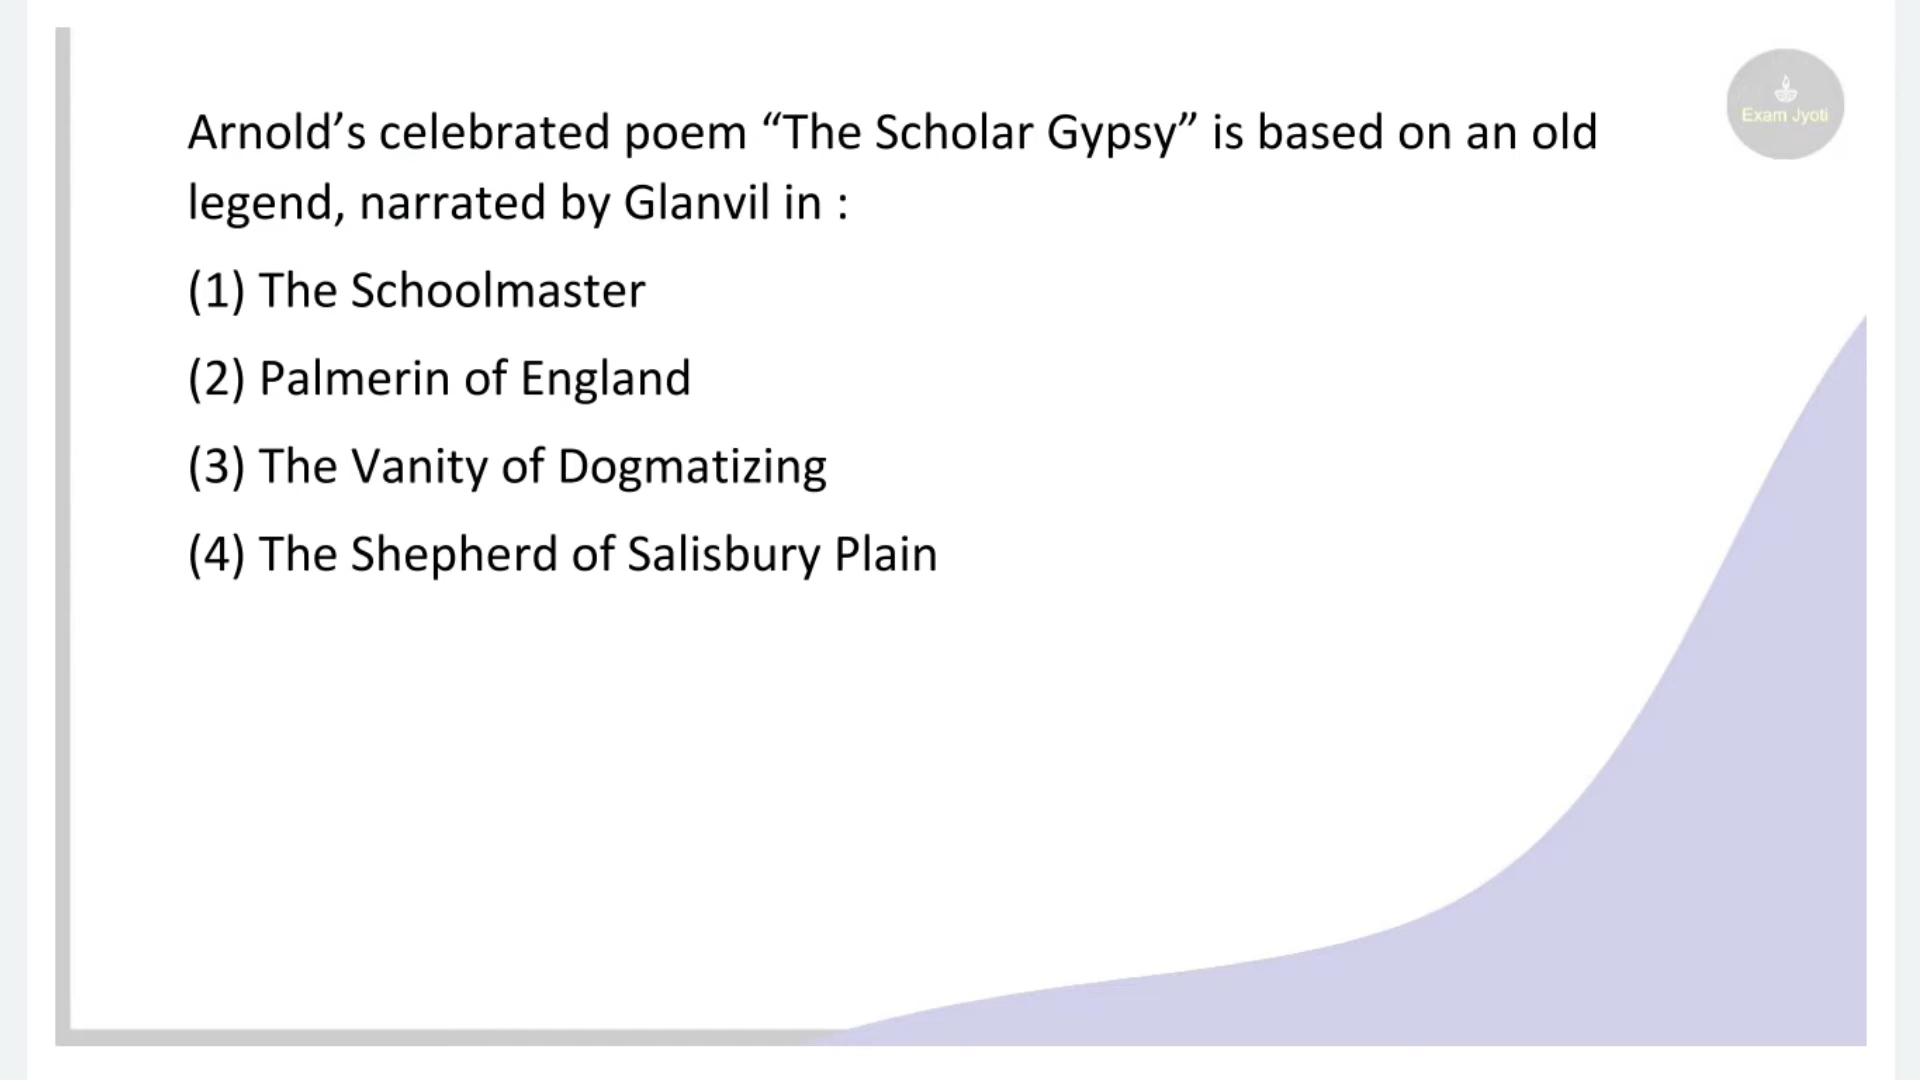 Arnold’s celebrated poem “The Scholar Gypsy” is based on an old
legend, narrated by Glanvil in :
(1) The Schoolmaster
(2) Palmerin of England
(3) The Vanity of Dogmatizing
(4) The Shepherd of Salisbury Plain
Exam Jyoti